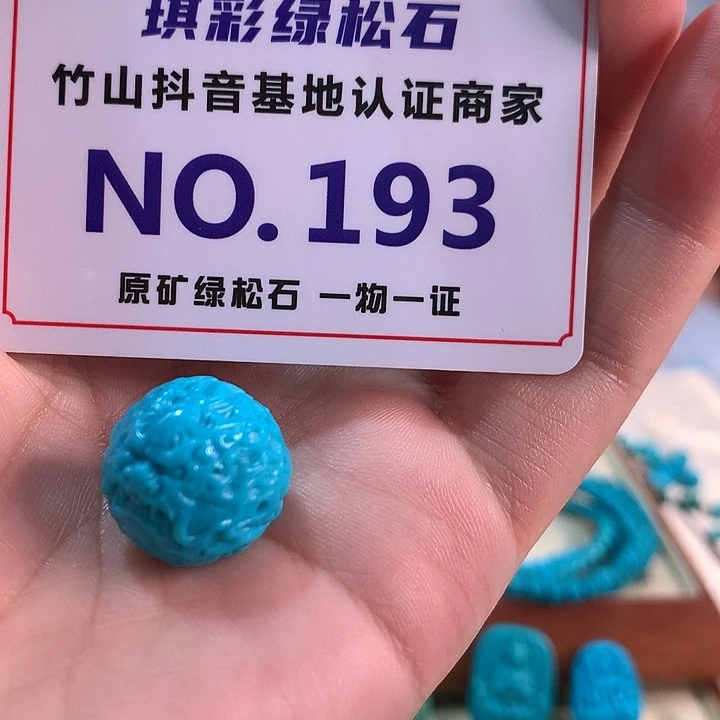 琪彩绿松石
竹山抖音基地认证商家
NO.193
原矿绿松石 一物一证